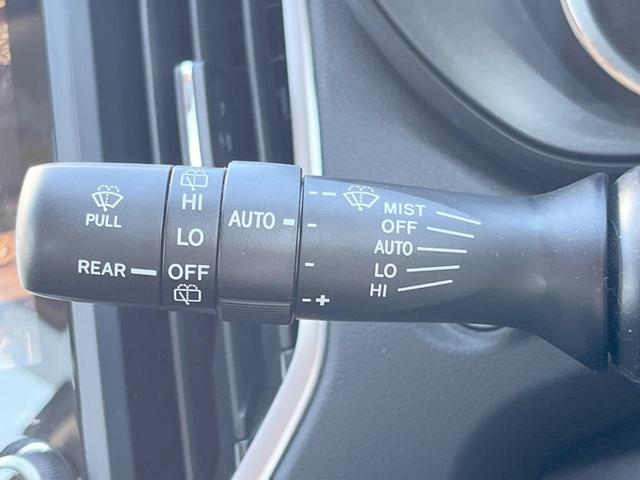 PULL
REAR
HI
LO
OFF
AUTO
--
-
-
-+
MIST
OFF
AUTO
LO
HI